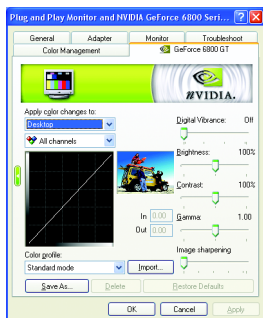 Plug and Play Monitor and NVIDIA GeForce 6800 Seri...
General
Adapter
Monitor
Troubleshoot
Color Management
GeForce 6800 GT
NVIDIA.
Apply color changes to:
Desktop
All channels
Digital Vibrance: Off
Brightness: 100%
Contrast: 100%
In 0.00
Out 0.00
Gamma: 1.00
Image sharpening
Color profile:
Standard mode
Import...
Save As...
Delete
Restore Defaults
OK
Cancel
Apply